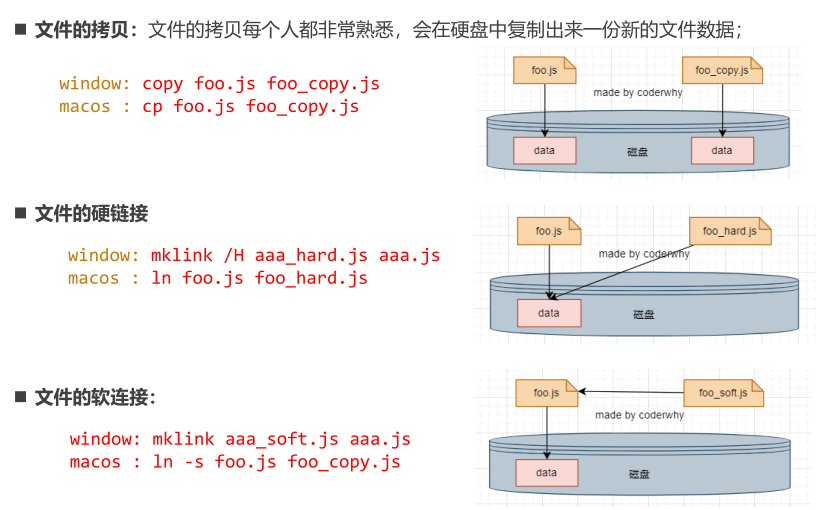 ■ 文件的拷贝：文件的拷贝每个人都非常熟悉，会在硬盘中复制出来一份新的文件数据；
window: copy foo.js foo_copy.js
macos : cp foo.js foo_copy.js
foo.js
foo_copy.js
made by coderwhy
data
磁盘
data
■ 文件的硬链接
window: mklink /H aaa_hard.js aaa.js
macos : ln foo.js foo_hard.js
foo.js
foo_hard.js
made by coderwhy
data
磁盘
■ 文件的软连接：
window: mklink aaa_soft.js aaa.js
macos : ln -s foo.js foo_copy.js
foo.js
foo_soft.js
made by coderwhy
data
磁盘